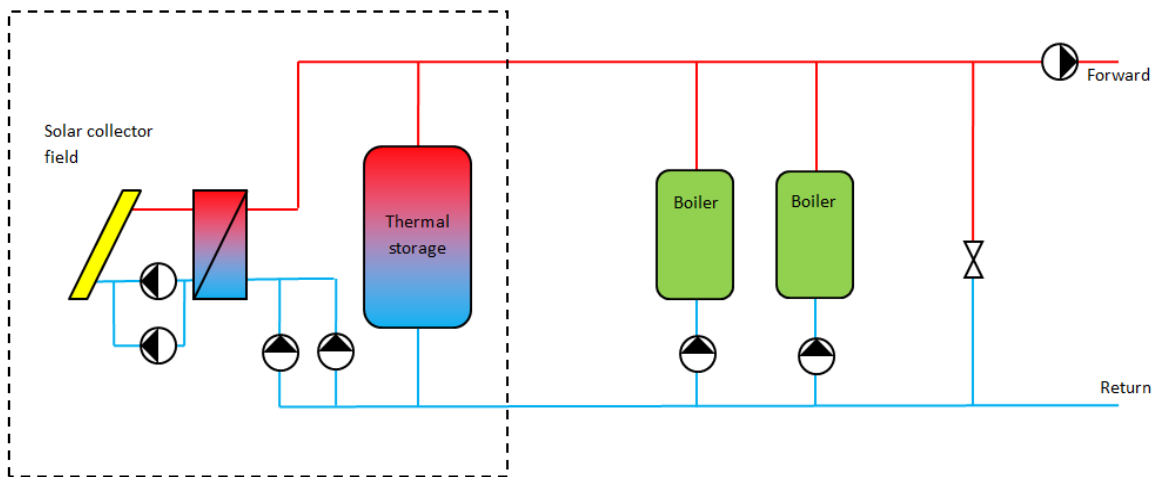 Forward
Solar collector
field
Thermal
storage
Boiler
Boiler
Return